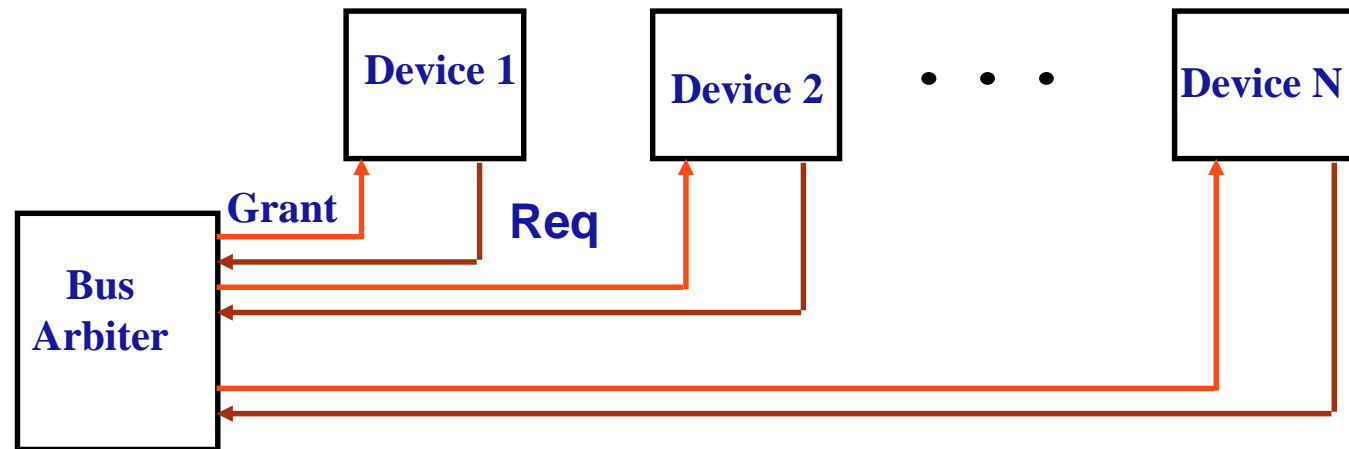 Device 1
Device 2
Device N
Grant
Req
Bus
Arbiter